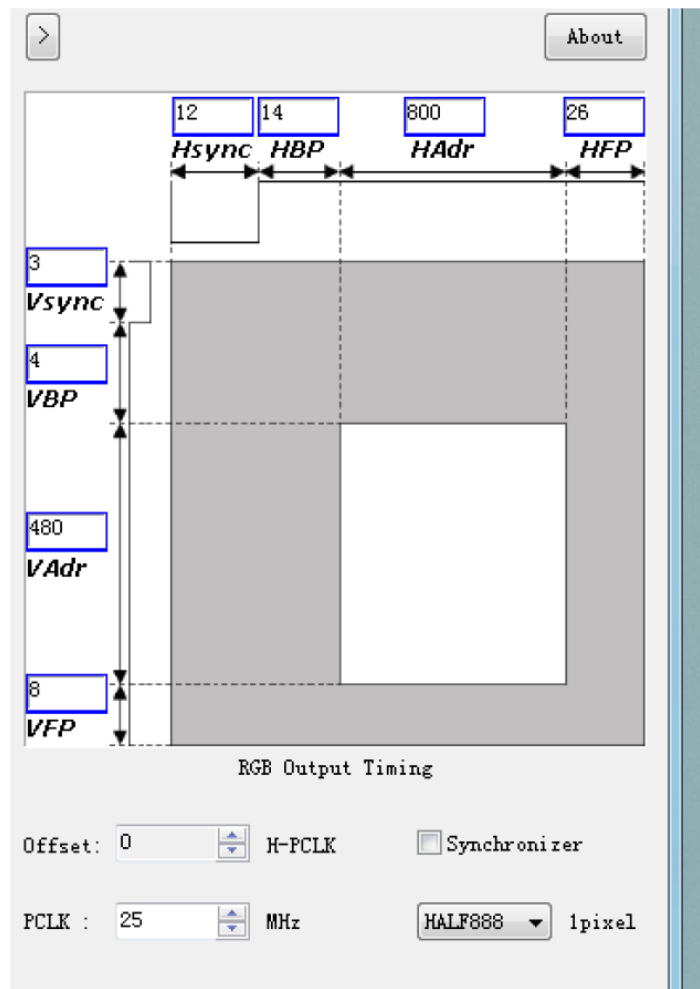 > About
12 14 800 26
Hsync HBP HAdr HFP
3
Vsync
4
VBP
480
VAdr
8
VFP
RGB Output Timing
Offset: 0 H-PCLK Synchronizer
PCLK : 25 MHz HALF888 1pixel